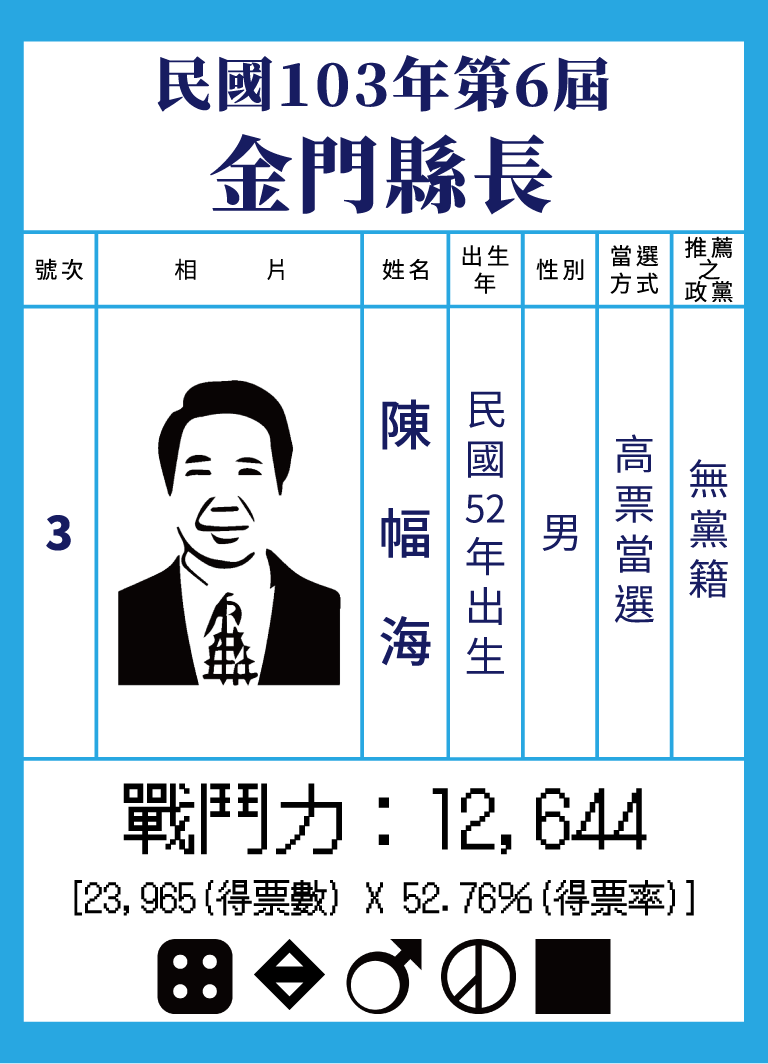 民國103年第6屆
金門縣長
號次
相 片
姓名
出生年
性別
當選方式
推薦之政黨
3
陳幅海
民國52年出生
男
高票當選
無黨籍
戰鬥力：12,644
[23,965(得票數) X 52.76%(得票率)]